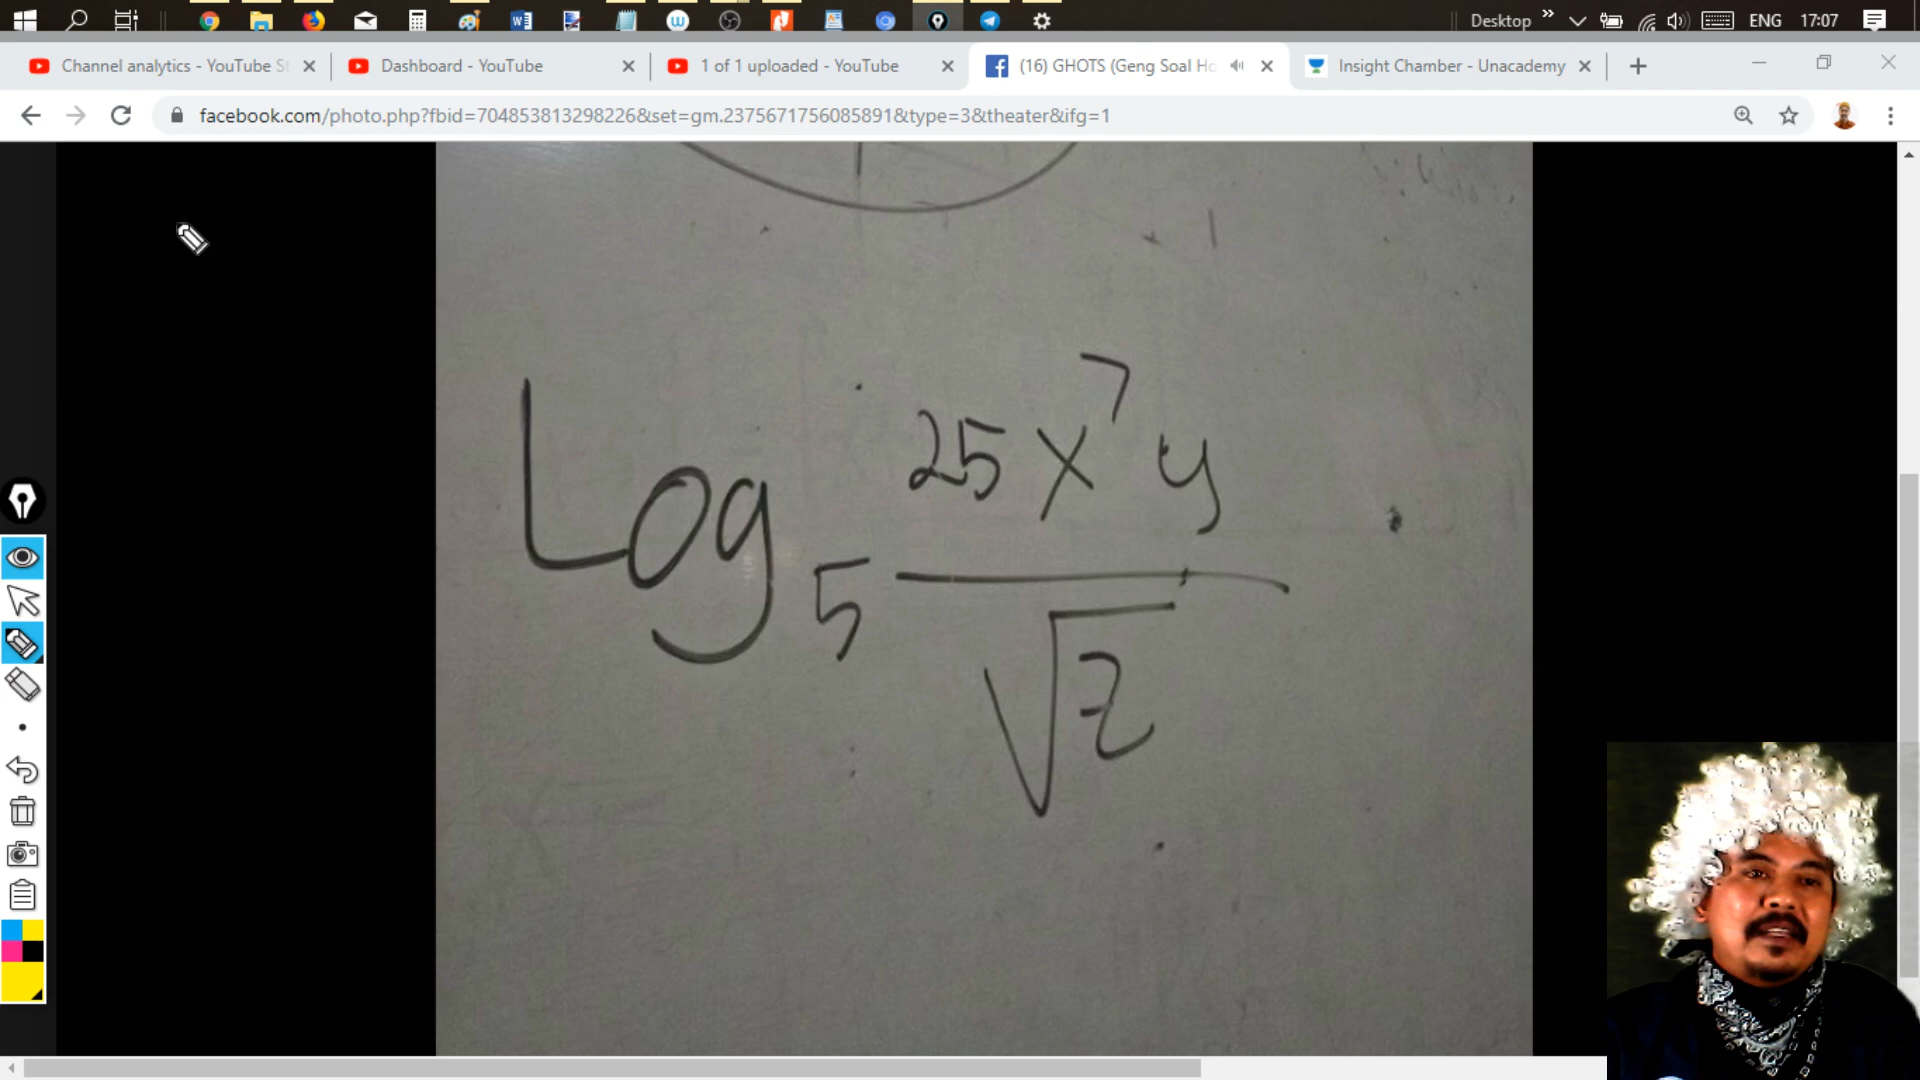 Desktop » ENG 17:07
Channel analytics - YouTube St
Dashboard - YouTube
1 of 1 uploaded - YouTube
(16) GHOTS (Geng Soal Ho
Insight Chamber - Unacademy
facebook.com/photo.php?fbid=704853813298226&set=gm.2375671756085891&type=3&theater&ifg=1
Log₅ 25x⁷y
√z